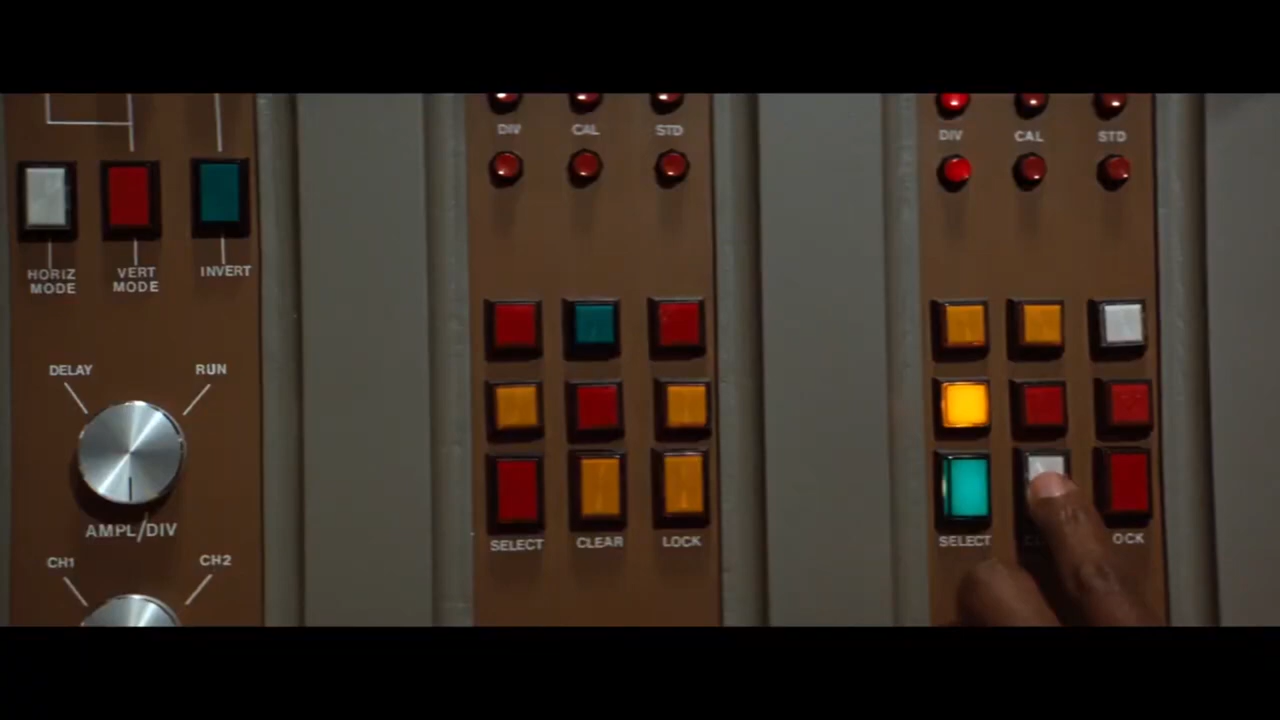 DIV CAL STD
DIV CAL STD
HORIZ
MODE
VERT
MODE
INVERT
DELAY
RUN
AMPL/DIV
SELECT CLEAR LOCK
SELECT
OCK
CH1
CH2